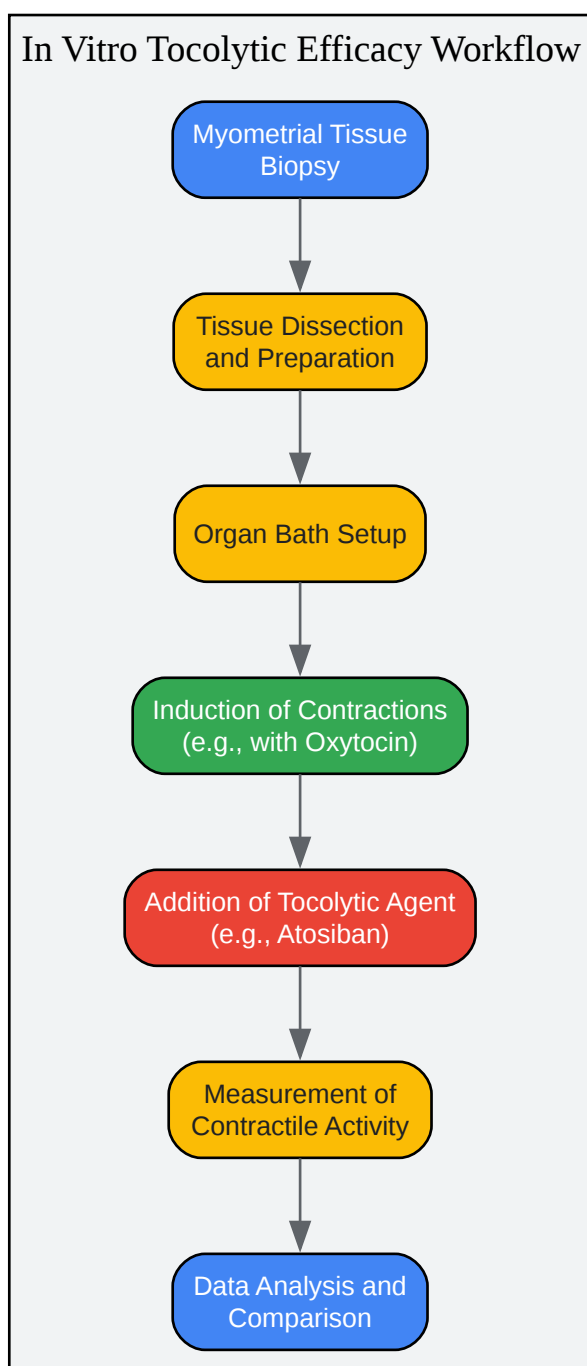 In Vitro Tocolytic Efficacy Workflow
Myometrial Tissue
Biopsy
Tissue Dissection
and Preparation
Organ Bath Setup
Induction of Contractions
(e.g., with Oxytocin)
Addition of Tocolytic Agent
(e.g., Atosiban)
Measurement of
Contractile Activity
Data Analysis and
Comparison